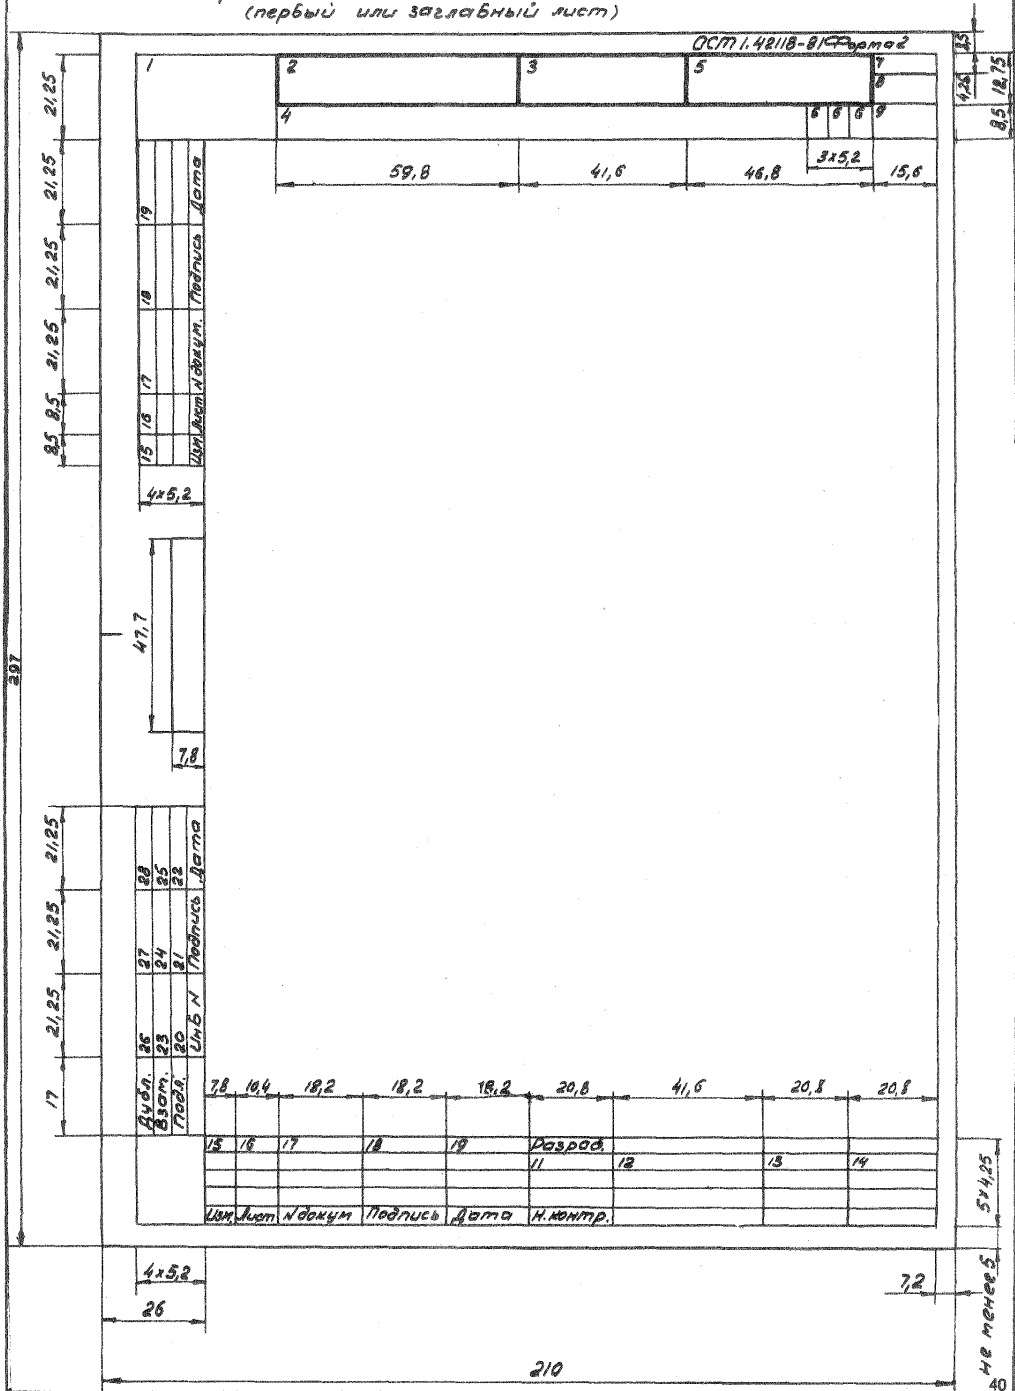 (первый или заглавный лист)
ОСТ 1.42118-81 Форма 2
8,5
1 2 3 5 7
8
4 6 6 6 9
21,25
4,25 12,75
8,5
59,8 41,6 46,8 3x5,2 15,6
21,25 19 Дата
21,25 18 Подпись
21,25 17 N докум.
8,5 16 Лист
8,5 15 Изм.
4x5,2
47,7
297
7,8
21,25 28 25 22 Дата
21,25 27 24 21 Подпись
21,25 26 23 20 Инв N
17 Дубл. Взам. Подл.
7,8 10,4 18,2 18,2 18,2 20,8 41,6 20,8 20,8
15 16 17 18 19 Разраб.
11 12 13 14
Изм. Лист N докум Подпись Дата Н.контр.
5x4,25
4x5,2
26
7,2
не менее 5
210
40